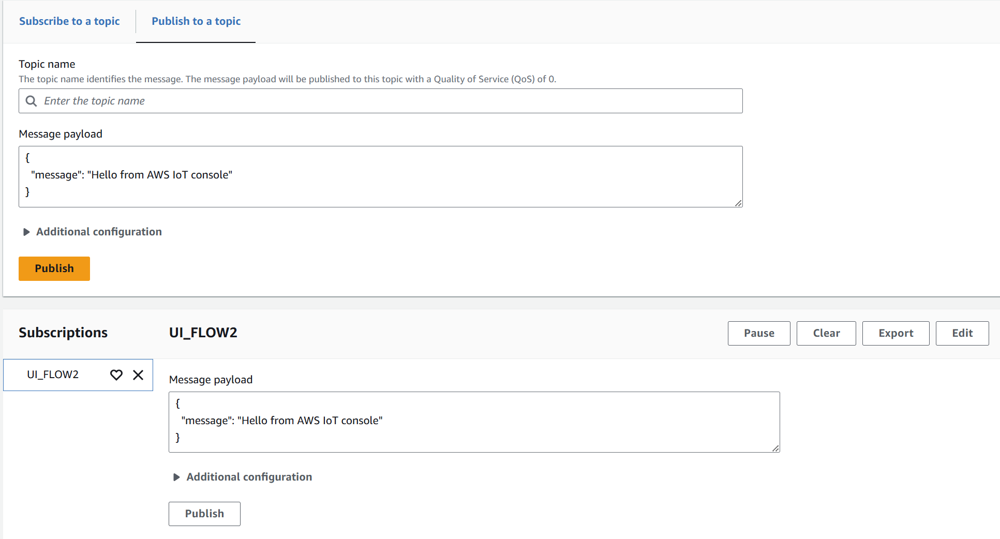 Subscribe to a topic
Publish to a topic
Topic name
The topic name identifies the message. The message payload will be published to this topic with a Quality of Service (QoS) of 0.
Enter the topic name
Message payload
{
"message": "Hello from AWS IoT console"
}
Additional configuration
Publish
Subscriptions
UI_FLOW2
Pause
Clear
Export
Edit
UI_FLOW2
Message payload
{
"message": "Hello from AWS IoT console"
}
Additional configuration
Publish